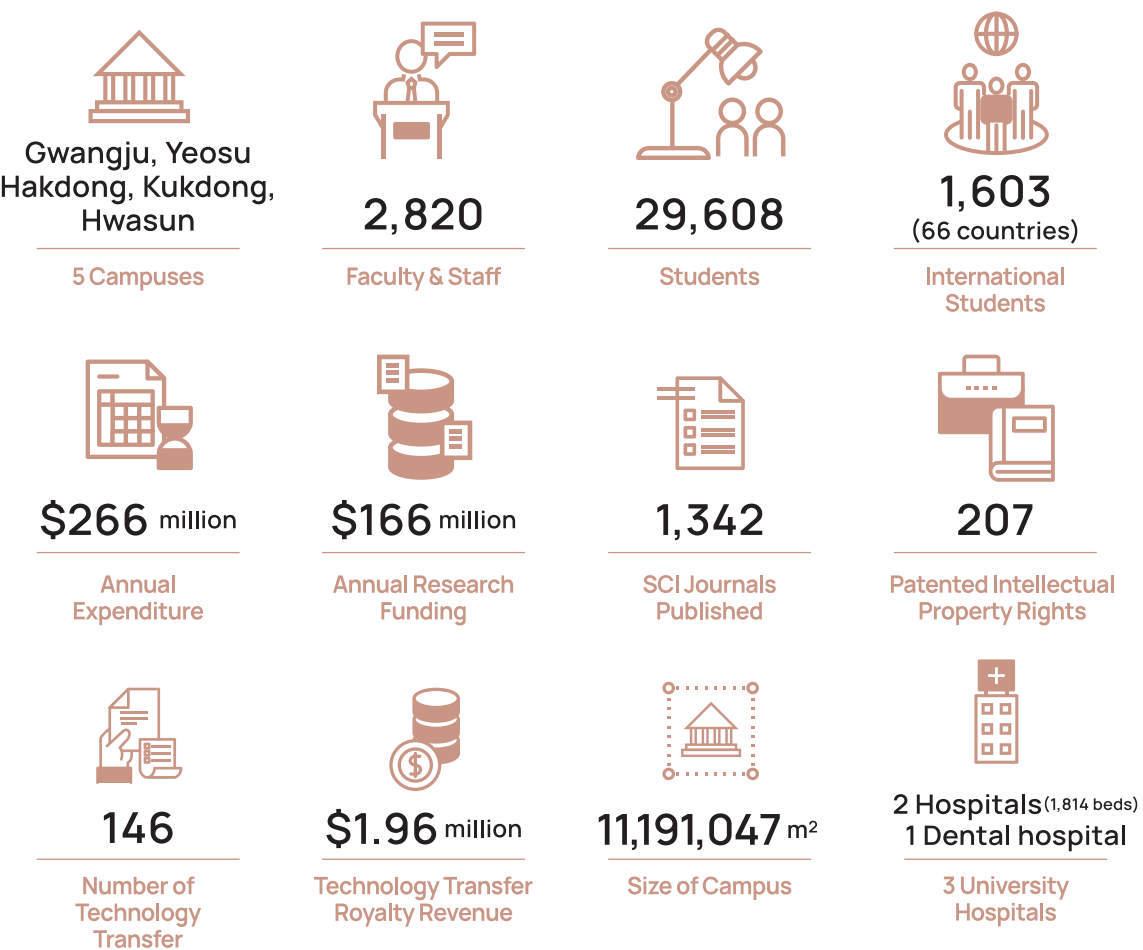 Gwangju, Yeosu
Hakdong, Kukdong,
Hwasun
5 Campuses
2,820
Faculty & Staff
29,608
Students
1,603
(66 countries)
International
Students
$266 million
Annual
Expenditure
$166 million
Annual Research
Funding
1,342
SCI Journals
Published
207
Patented Intellectual
Property Rights
146
Number of
Technology
Transfer
$1.96 million
Technology Transfer
Royalty Revenue
11,191,047 m²
Size of Campus
2 Hospitals(1,814 beds)
1 Dental hospital
3 University
Hospitals